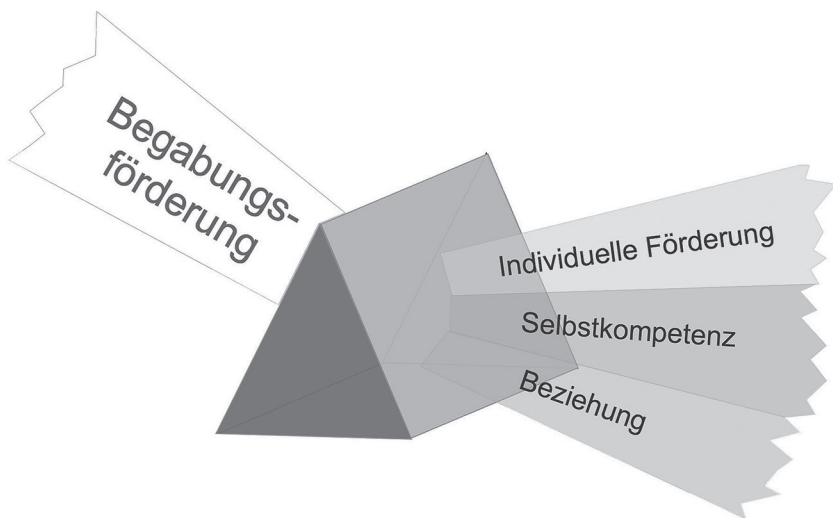 Begabungs-
förderung
Individuelle Förderung
Selbstkompetenz
Beziehung